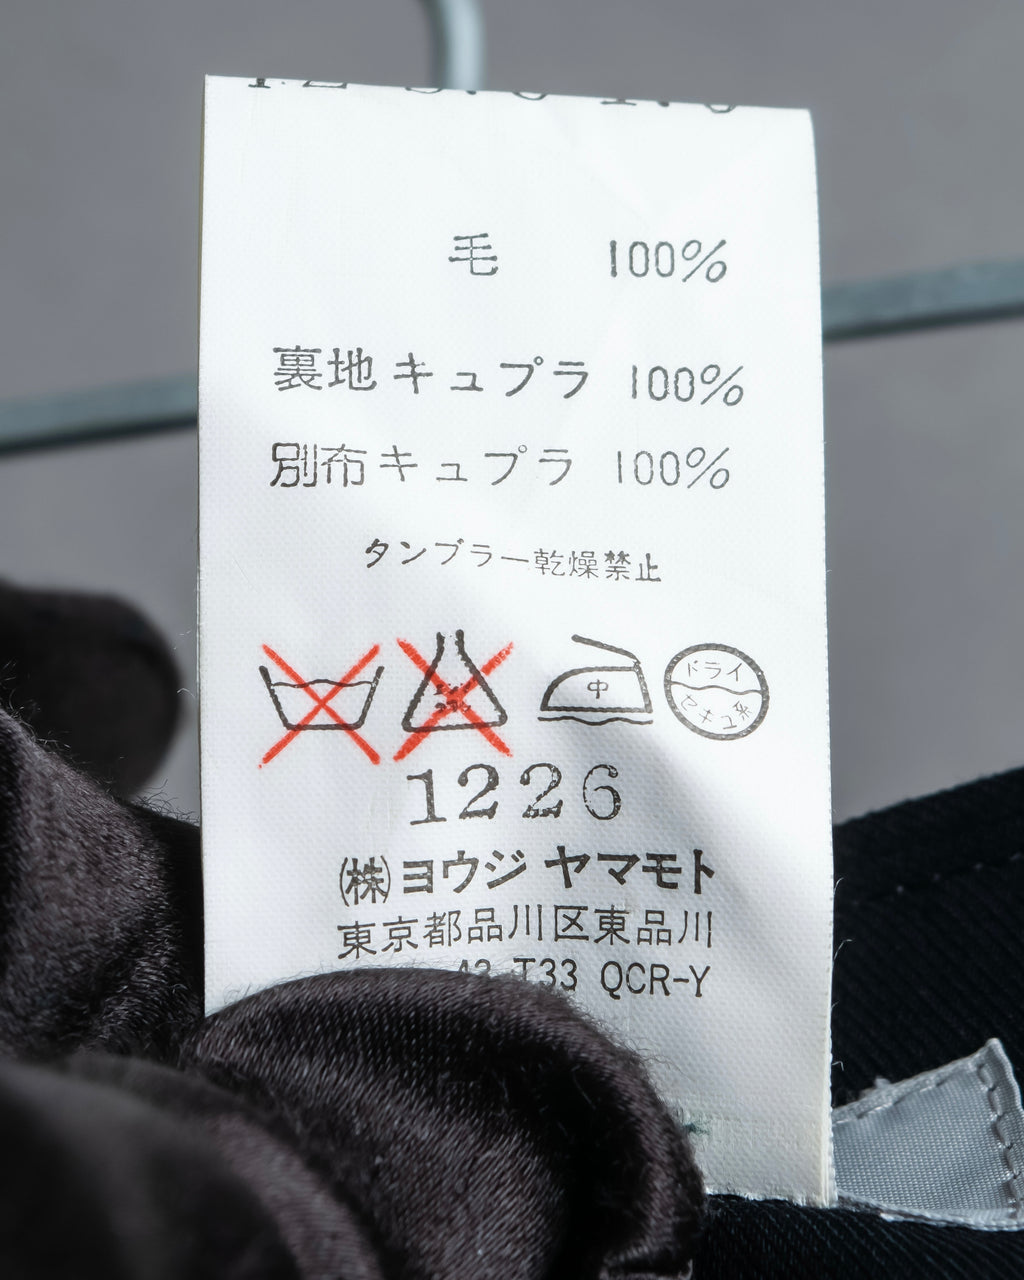 毛 100%
裏地キュプラ 100%
別布キュプラ 100%
タンブラー乾燥禁止
中
ドライ
セキユ系
1226
(株)ヨウジ ヤマモト
東京都品川区東品川
T33 QCR-Y